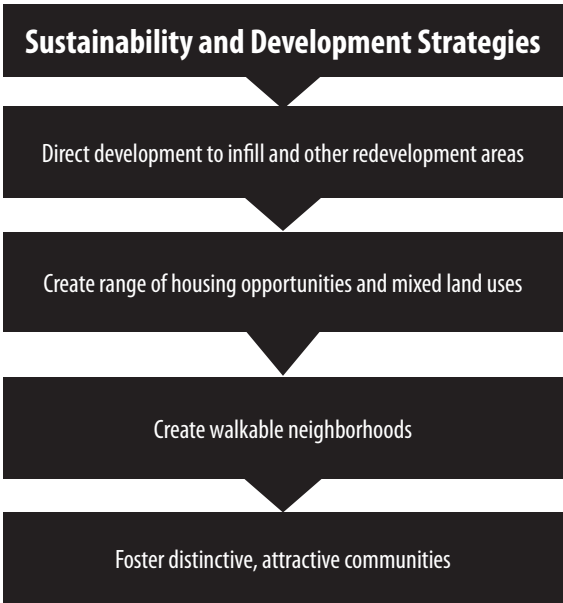 Sustainability and Development Strategies
Direct development to infill and other redevelopment areas
Create range of housing opportunities and mixed land uses
Create walkable neighborhoods
Foster distinctive, attractive communities